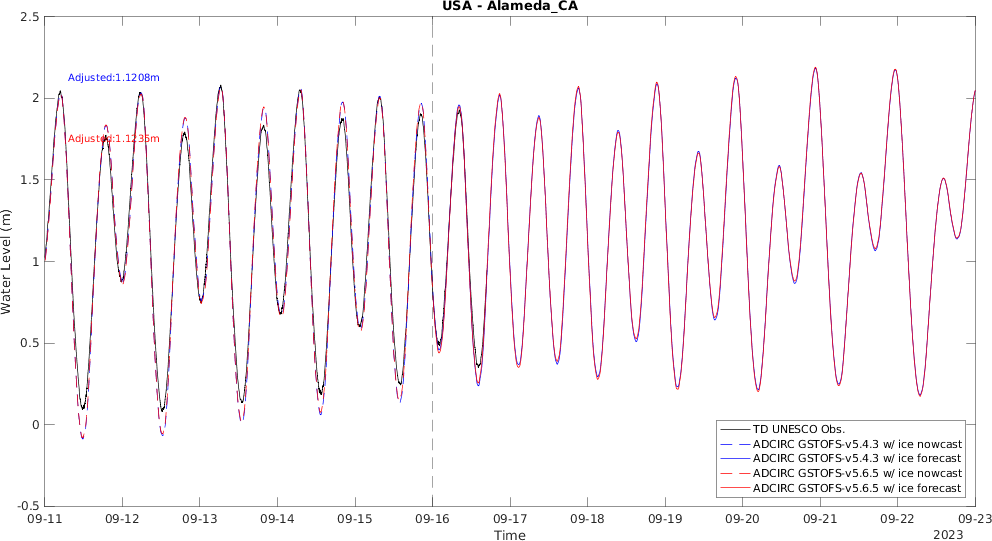 USA - Alameda_CA
2.5
2
1.5
1
0.5
0
-0.5
Water Level (m)
Adjusted:1.1208m
Adjusted:1.1235m
TD UNESCO Obs.
ADCIRC GSTOFS-v5.4.3 w/ ice nowcast
ADCIRC GSTOFS-v5.4.3 w/ ice forecast
ADCIRC GSTOFS-v5.6.5 w/ ice nowcast
ADCIRC GSTOFS-v5.6.5 w/ ice forecast
09-11 09-12 09-13 09-14 09-15 09-16 09-17 09-18 09-19 09-20 09-21 09-22 09-23
Time
2023